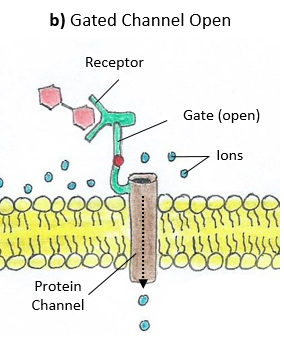 b) Gated Channel Open
Receptor
Gate (open)
Ions
Protein
Channel